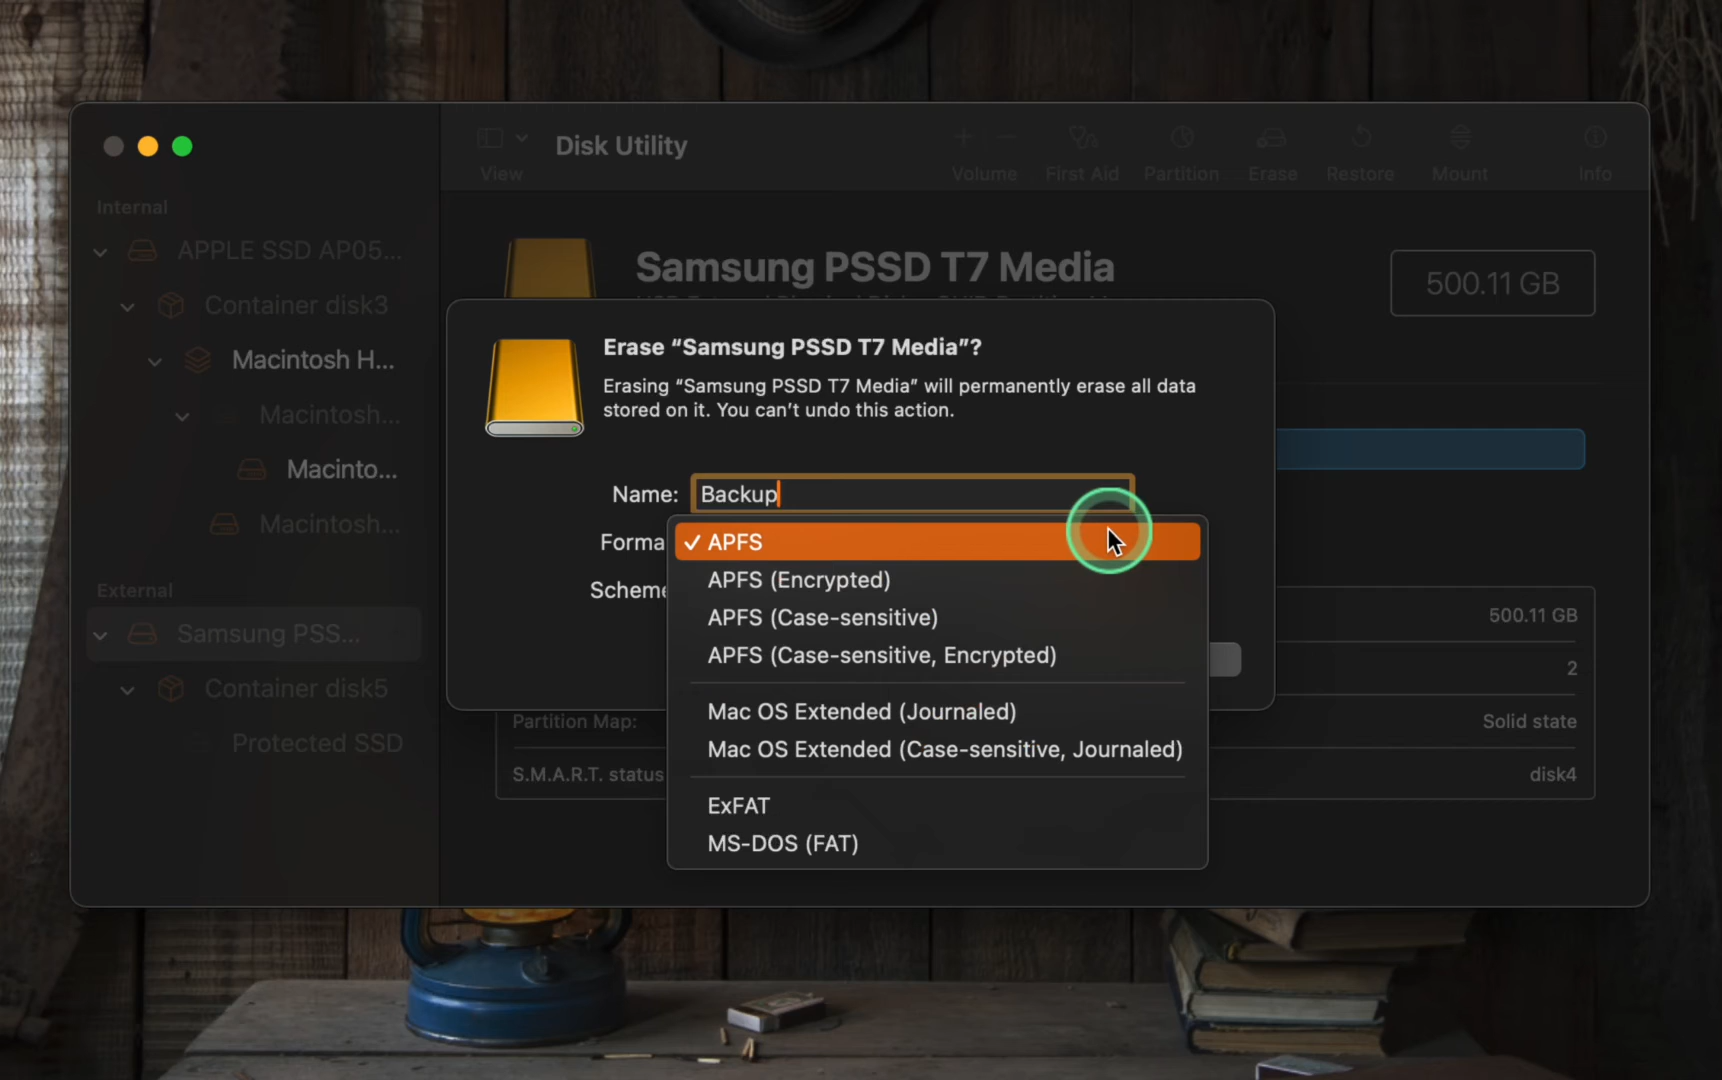 Disk Utility
View
Volume
First Aid
Partition
Erase
Restore
Mount
Info
Internal
APPLE SSD AP05...
Container disk3
Macintosh H...
Macintosh...
Macinto...
Macintosh...
External
Samsung PSS...
Container disk5
Protected SSD
Samsung PSSD T7 Media
500.11 GB
Erase “Samsung PSSD T7 Media”?
Erasing “Samsung PSSD T7 Media” will permanently erase all data
stored on it. You can’t undo this action.
Name: Backup
Forma
✓ APFS
APFS (Encrypted)
Scheme
APFS (Case-sensitive)
APFS (Case-sensitive, Encrypted)
Mac OS Extended (Journaled)
Mac OS Extended (Case-sensitive, Journaled)
ExFAT
MS-DOS (FAT)
500.11 GB
2
Partition Map:
Solid state
S.M.A.R.T. status
disk4